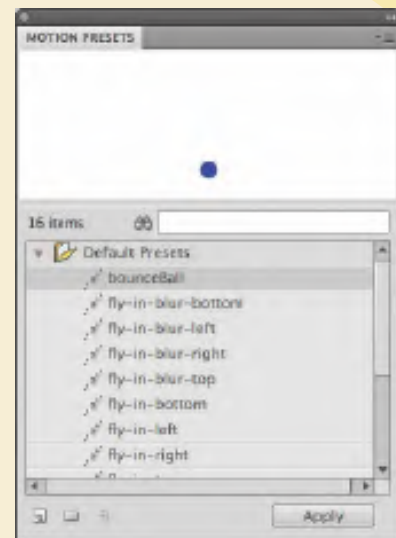 MOTION PRESETS
16 items
Default Presets
bounceBall
fly-in-blur-bottom
fly-in-blur-left
fly-in-blur-right
fly-in-blur-top
fly-in-bottom
fly-in-left
fly-in-right
Apply